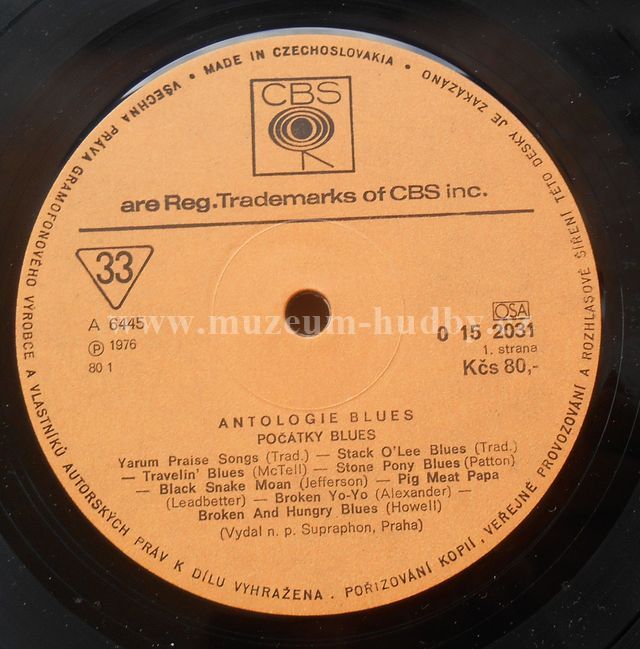 • MADE IN CZECHOSLOVAKIA •
VŠECHNA PRÁVA GRAMOFONOVÉHO VÝROBCE A VLASTNÍKŮ AUTORSKÝCH PRÁV K DÍLU VYHRAŽENA. POŘIZOVÁNÍ KOPIÍ, VEŘEJNÉ PROVOZOVÁNÍ A ROZHLASOVÉ ŠÍŘENÍ TÉTO DESKY JE ZAKÁZÁNO
CBS
are Reg.Trademarks of CBS inc.
33
A 6445
℗ 1976
80 1
OSA
0 15 2031
1. strana
Kčs 80,-
www.muzeum-hudby
ANTOLOGIE BLUES
POČÁTKY BLUES
Yarum Praise Songs (Trad.) — Stack O'Lee Blues (Trad.)
— Travelin' Blues (McTell) — Stone Pony Blues (Patton)
— Black Snake Moan (Jefferson) — Pig Meat Papa
(Leadbetter) — Broken Yo-Yo (Alexander) —
Broken And Hungry Blues (Howell)
(Vydal n. p. Supraphon, Praha)